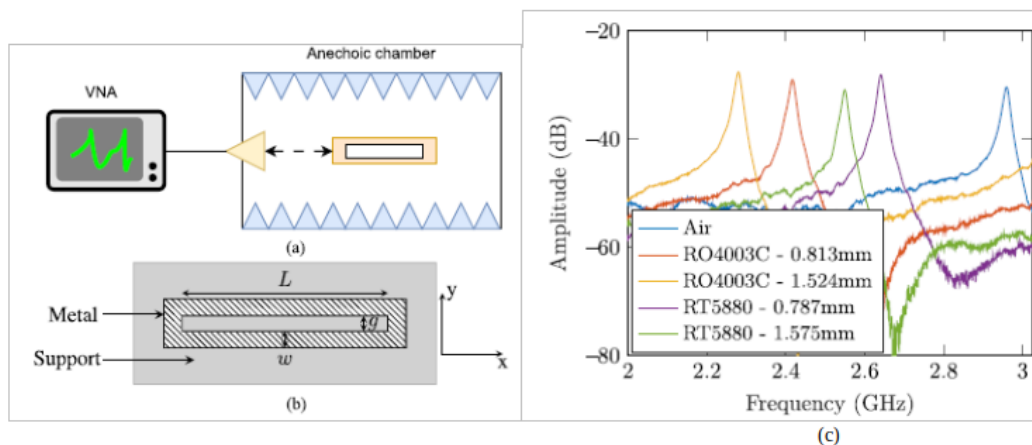 Anechoic chamber
VNA
(a)
L
y
Metal
g
Support
w
x
(b)
−20
−40
−60
−80
Amplitude (dB)
Air
RO4003C - 0.813mm
RO4003C - 1.524mm
RT5880 - 0.787mm
RT5880 - 1.575mm
2 2.2 2.4 2.6 2.8 3
Frequency (GHz)
(c)